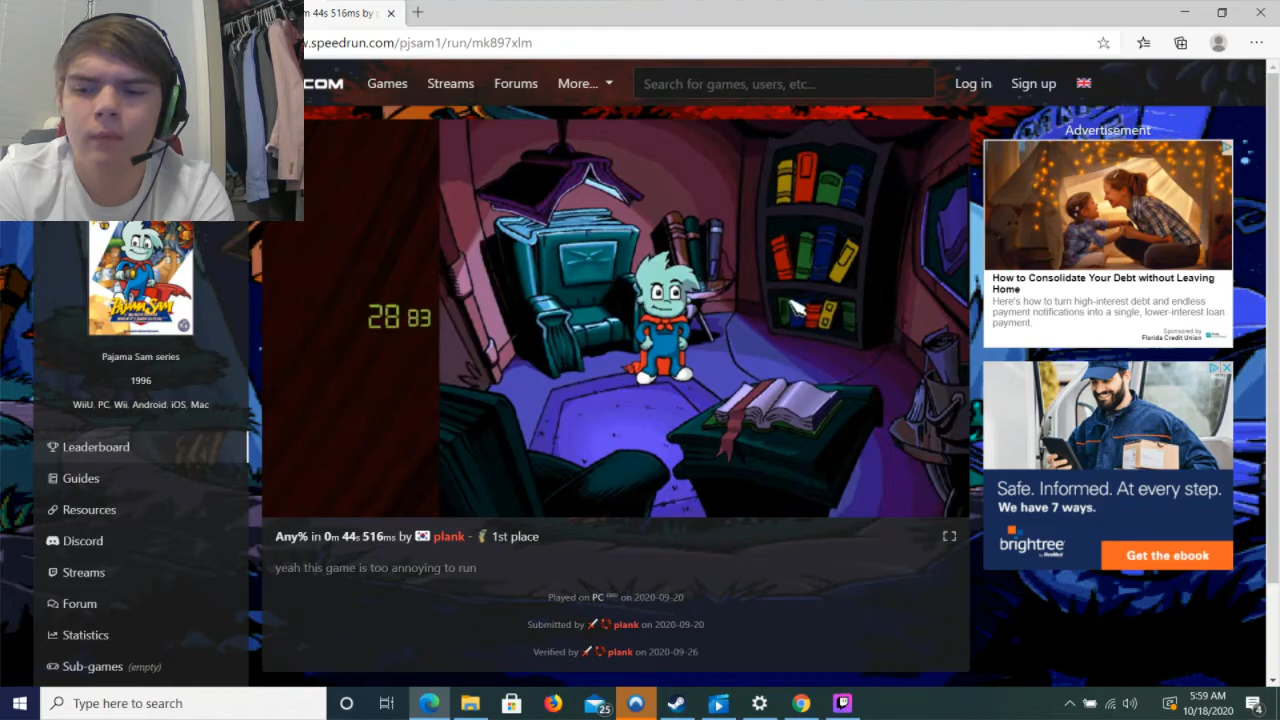 m 44s 516ms by
.speedrun.com/pjsam1/run/mk897xlm
.COM Games Streams Forums More... Search for games, users, etc... Log in Sign up
Advertisement
How to Consolidate Your Debt without Leaving
Home
Here's how to turn high-interest debt and endless
payment notifications into a single, lower-interest loan
payment.
Sponsored by
Florida Credit Union
28 83
PAJAMA SAM
Pajama Sam series
1996
WiiU, PC, Wii, Android, iOS, Mac
Leaderboard
Guides
Resources
Discord
Streams
Forum
Statistics
Sub-games (empty)
Any% in 0m 44s 516ms by plank - 1st place
yeah this game is too annoying to run
Played on PC on 2020-09-20
Submitted by plank on 2020-09-20
Verified by plank on 2020-09-26
Safe. Informed. At every step.
We have 7 ways.
brightree
Get the ebook
Type here to search
25
5:59 AM
10/18/2020
4